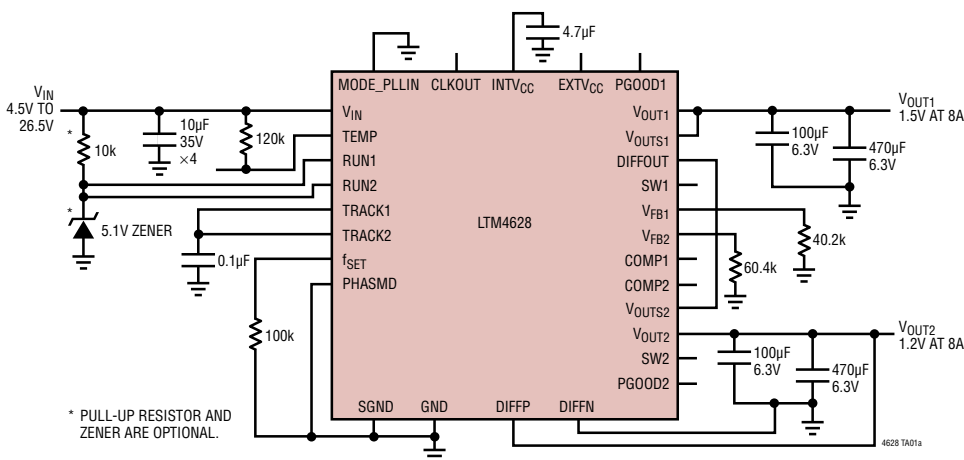 4.7µF
MODE_PLLIN CLKOUT INTVCC EXTVCC PGOOD1
VIN
4.5V TO
26.5V
*
10k
10µF
35V
×4
120k
*
5.1V ZENER
0.1µF
100k
VIN
TEMP
RUN1
RUN2
TRACK1
TRACK2
fSET
PHASMD
LTM4628
VOUT1
VOUTS1
DIFFOUT
SW1
VFB1
VFB2
COMP1
COMP2
VOUTS2
VOUT2
SW2
PGOOD2
SGND GND DIFFP DIFFN
VOUT1
1.5V AT 8A
100µF
6.3V
470µF
6.3V
40.2k
60.4k
VOUT2
1.2V AT 8A
100µF
6.3V
470µF
6.3V
* PULL-UP RESISTOR AND
ZENER ARE OPTIONAL.
4628 TA01a